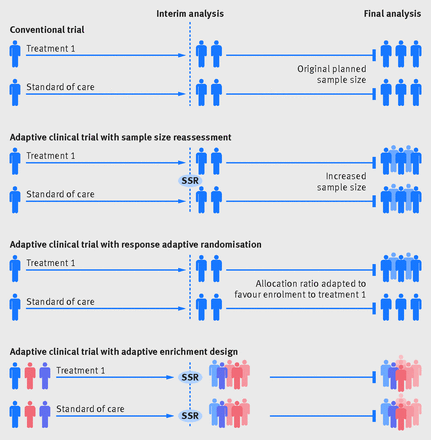 Interim analysis
Final analysis
Conventional trial
Treatment 1
Original planned
sample size
Standard of care
Adaptive clinical trial with sample size reassessment
Treatment 1
SSR
Increased
sample size
Standard of care
Adaptive clinical trial with response adaptive randomisation
Treatment 1
Allocation ratio adapted to
favour enrolment to treatment 1
Standard of care
Adaptive clinical trial with adaptive enrichment design
Treatment 1
SSR
Standard of care
SSR